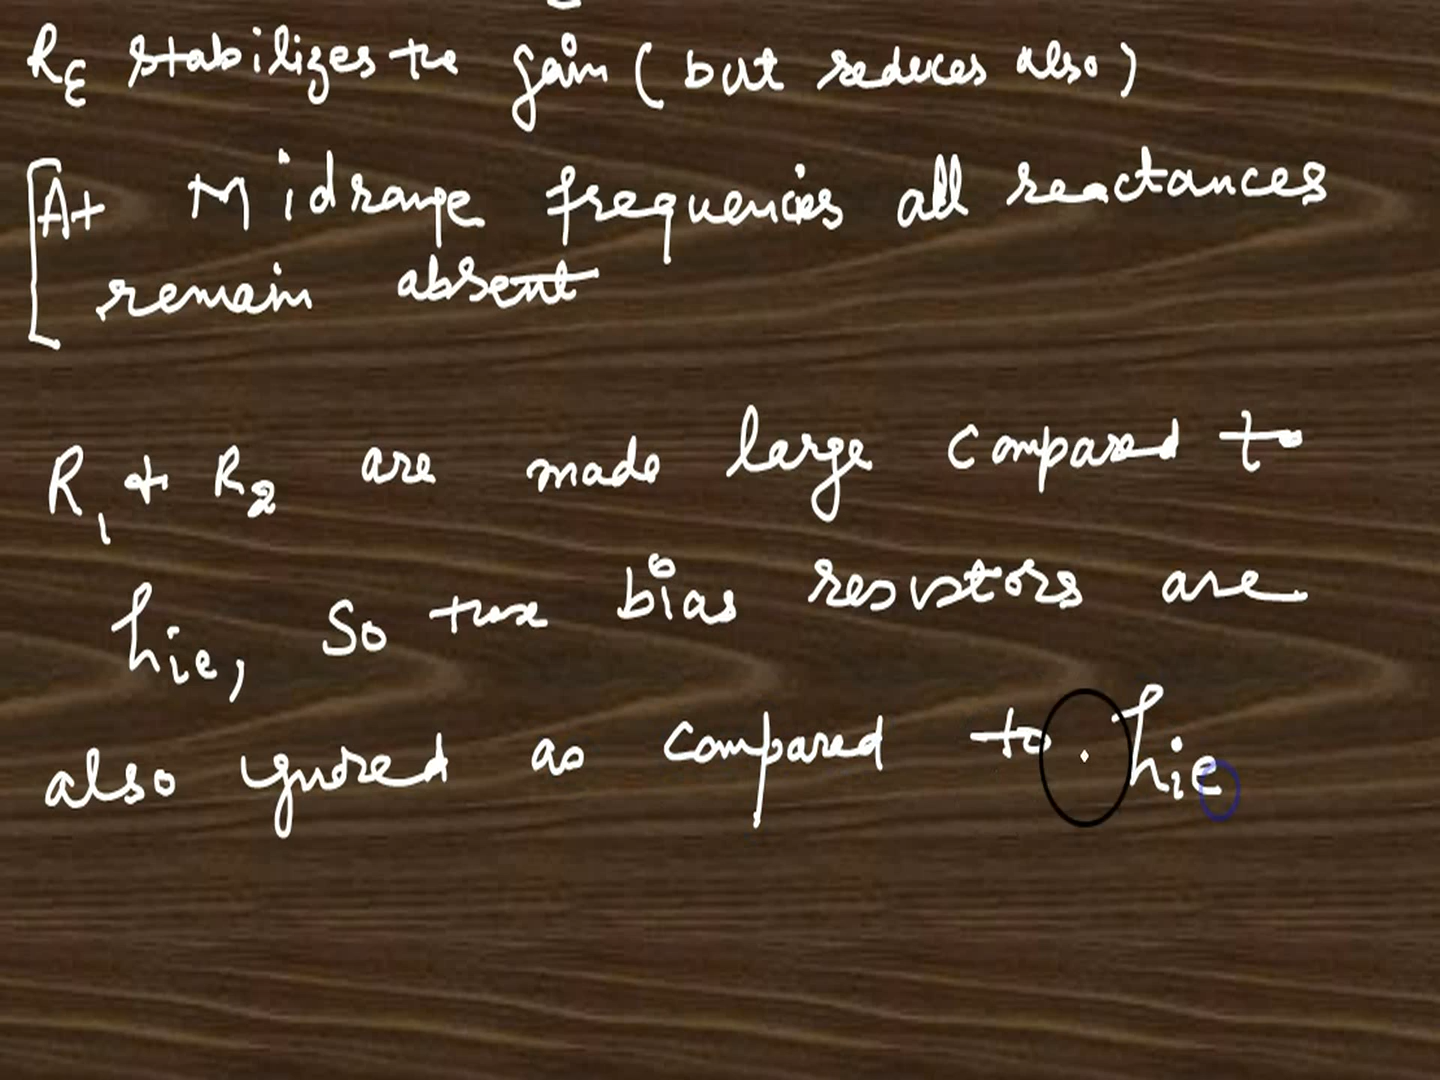 RE stabilizes the gain (but reduces also)
At Midrange frequencies all reactances
remain absent
R1 & R2 are made large compared to
hie, So the bias resistors are
also ignored as compared to hie